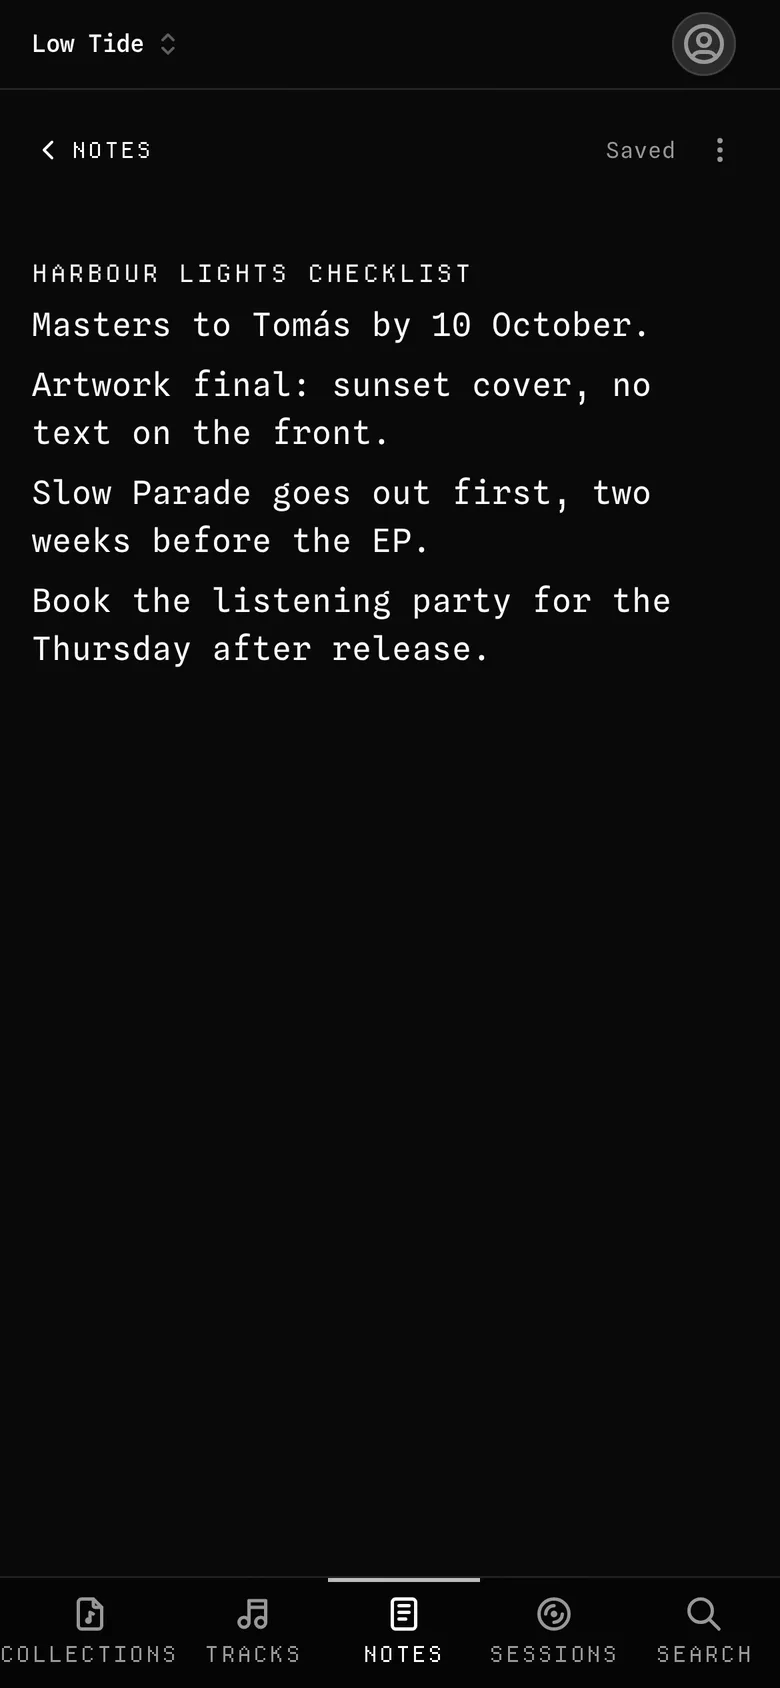 Low Tide
NOTES
Saved
HARBOUR LIGHTS CHECKLIST
Masters to Tomás by 10 October.
Artwork final: sunset cover, no
text on the front.
Slow Parade goes out first, two
weeks before the EP.
Book the listening party for the
Thursday after release.
COLLECTIONS
TRACKS
NOTES
SESSIONS
SEARCH